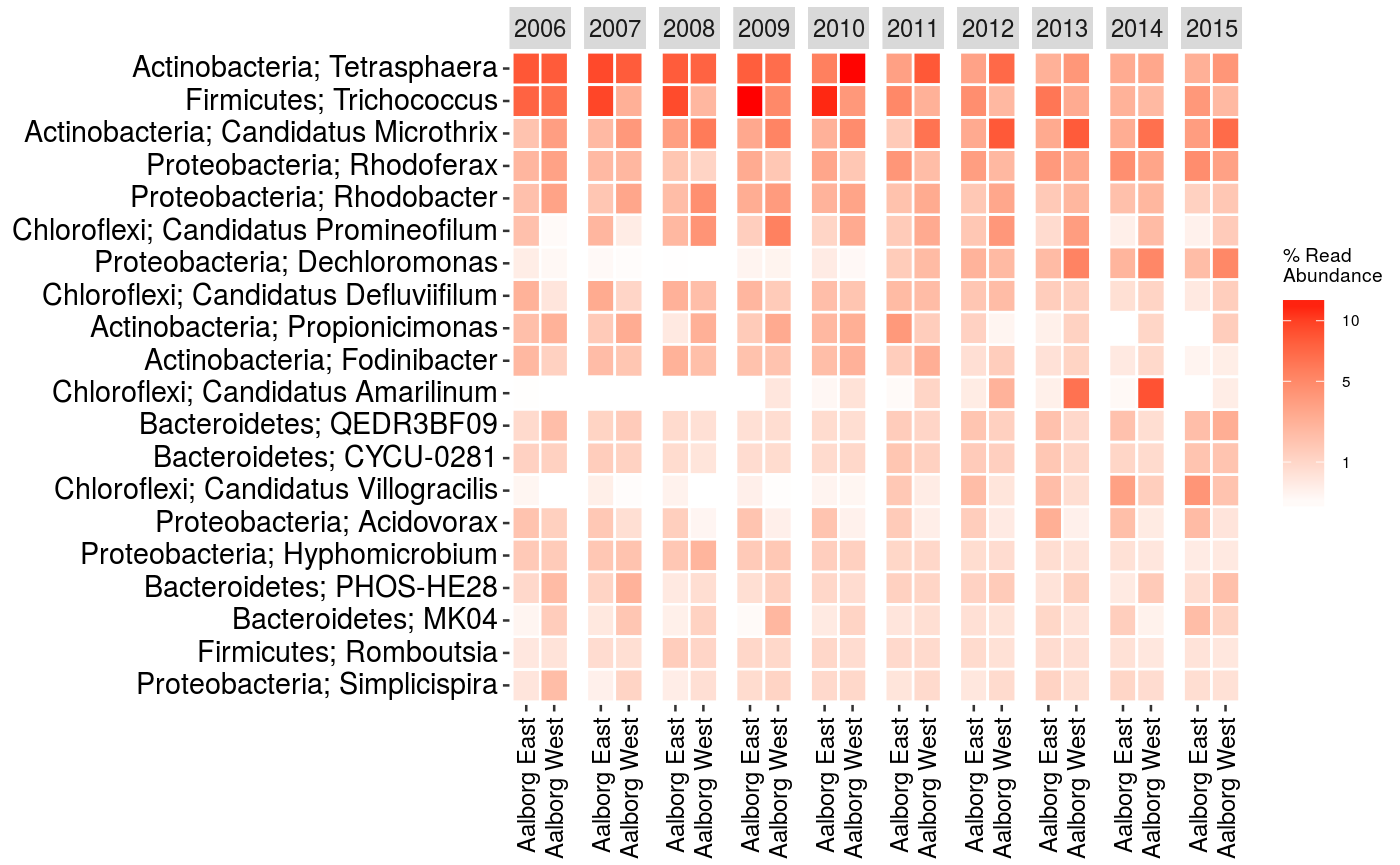 2006 2007 2008 2009 2010 2011 2012 2013 2014 2015
Actinobacteria; Tetrasphaera
Firmicutes; Trichococcus
Actinobacteria; Candidatus Microthrix
Proteobacteria; Rhodoferax
Proteobacteria; Rhodobacter
Chloroflexi; Candidatus Promineofilum
Proteobacteria; Dechloromonas
Chloroflexi; Candidatus Defluviifilum
Actinobacteria; Propionicimonas
Actinobacteria; Fodinibacter
Chloroflexi; Candidatus Amarilinum
Bacteroidetes; QEDR3BF09
Bacteroidetes; CYCU-0281
Chloroflexi; Candidatus Villogracilis
Proteobacteria; Acidovorax
Proteobacteria; Hyphomicrobium
Bacteroidetes; PHOS-HE28
Bacteroidetes; MK04
Firmicutes; Romboutsia
Proteobacteria; Simplicispira
Aalborg East
Aalborg West
Aalborg East
Aalborg West
Aalborg East
Aalborg West
Aalborg East
Aalborg West
Aalborg East
Aalborg West
Aalborg East
Aalborg West
Aalborg East
Aalborg West
Aalborg East
Aalborg West
Aalborg East
Aalborg West
Aalborg East
Aalborg West
% Read
Abundance
10
5
1